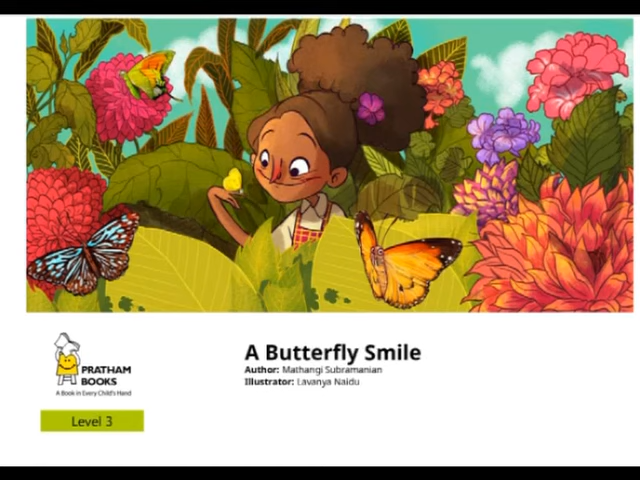 A Butterfly Smile
Author: Mathangi Subramanian
Illustrator: Lavanya Naidu
PRATHAM
BOOKS
A Book in Every Child's Hand
Level 3